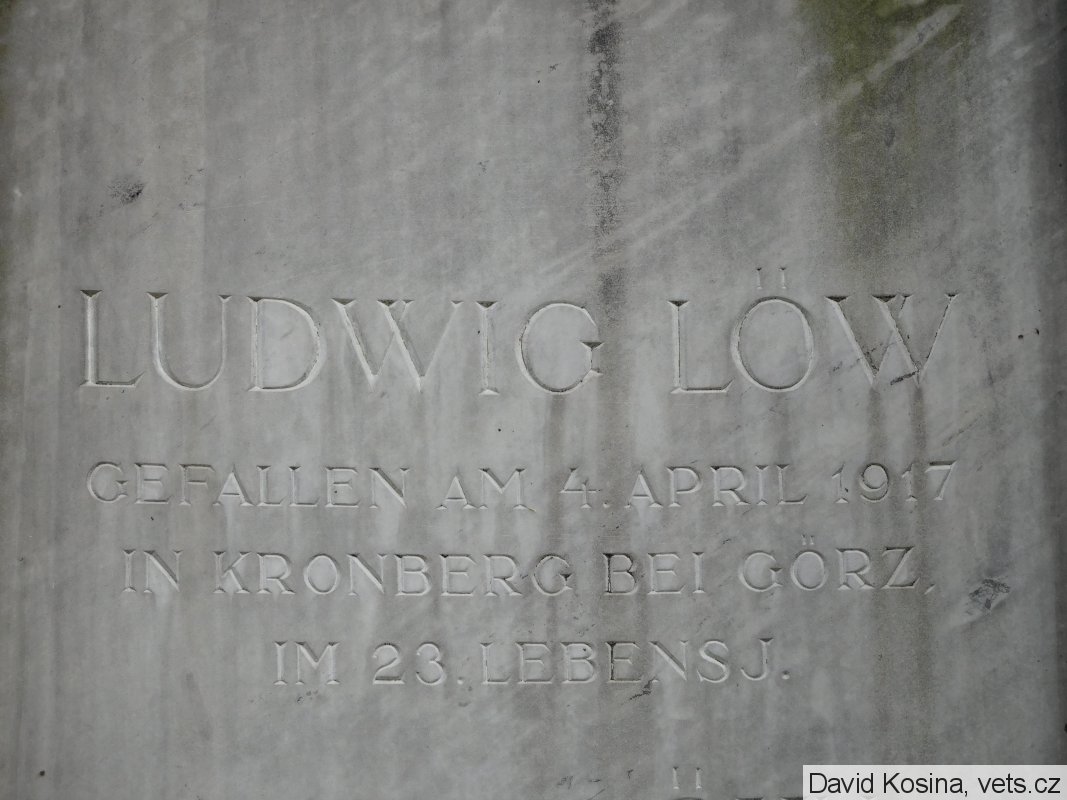 LUDWIG LÖW
GEFALLEN AM 4. APRIL 1917
IN KRONBERG BEI GÖRZ,
IM 23. LEBENSJ.
David Kosina, vets.cz